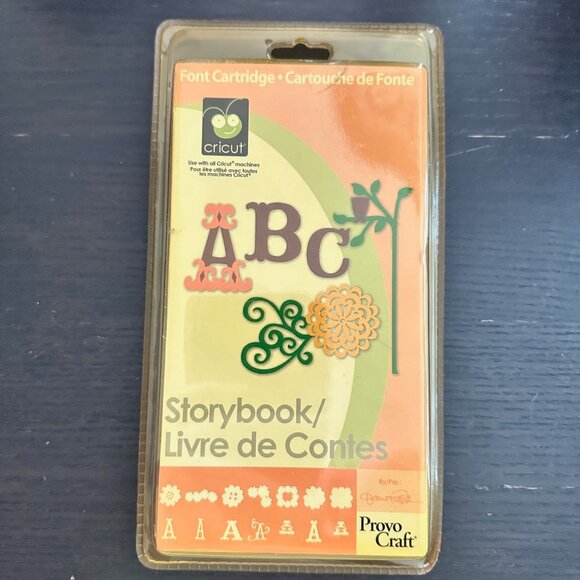 Font Cartridge • Cartouche de Fonte
cricut®
Use with all Cricut® machines
Pour être utilisé avec toutes
les machines Cricut®
ABC
Storybook/
Livre de Contes
By/Par:
A A A A A A A
Provo
Craft®